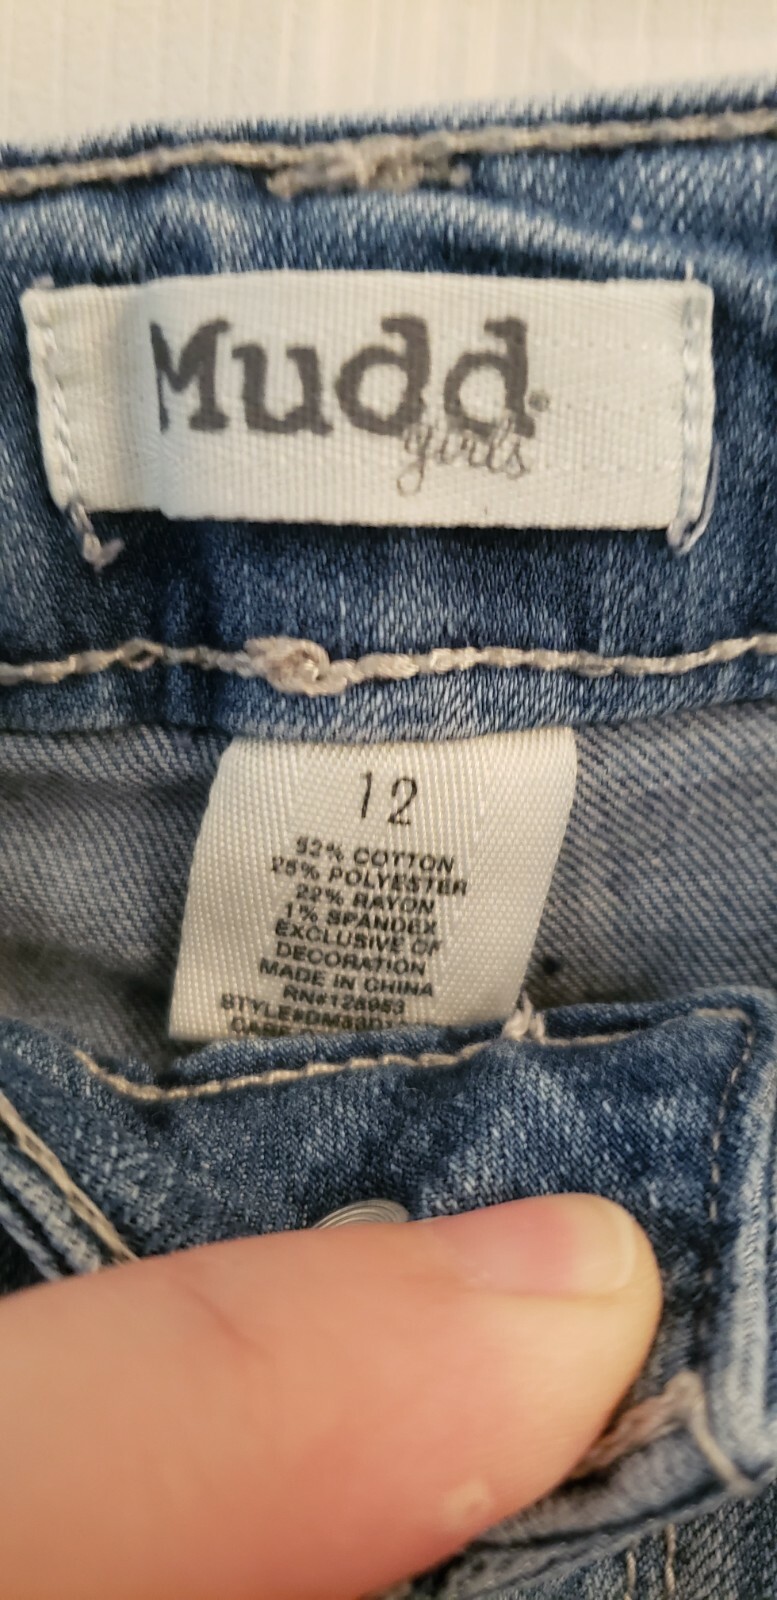 Mudd
girls
12
52% COTTON
25% POLYESTER
22% RAYON
1% SPANDEX
EXCLUSIVE OF
DECORATION
MADE IN CHINA
RN#128953